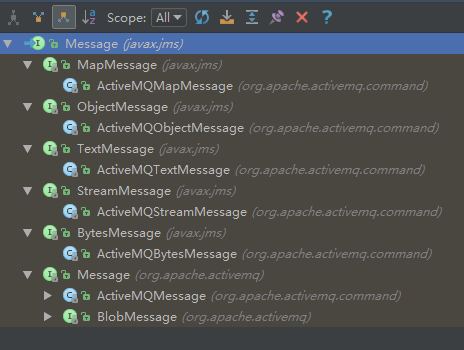 Scope: All
Message (javax.jms)
MapMessage (javax.jms)
ActiveMQMapMessage (org.apache.activemq.command)
ObjectMessage (javax.jms)
ActiveMQObjectMessage (org.apache.activemq.command)
TextMessage (javax.jms)
ActiveMQTextMessage (org.apache.activemq.command)
StreamMessage (javax.jms)
ActiveMQStreamMessage (org.apache.activemq.command)
BytesMessage (javax.jms)
ActiveMQBytesMessage (org.apache.activemq.command)
Message (org.apache.activemq)
ActiveMQMessage (org.apache.activemq.command)
BlobMessage (org.apache.activemq)